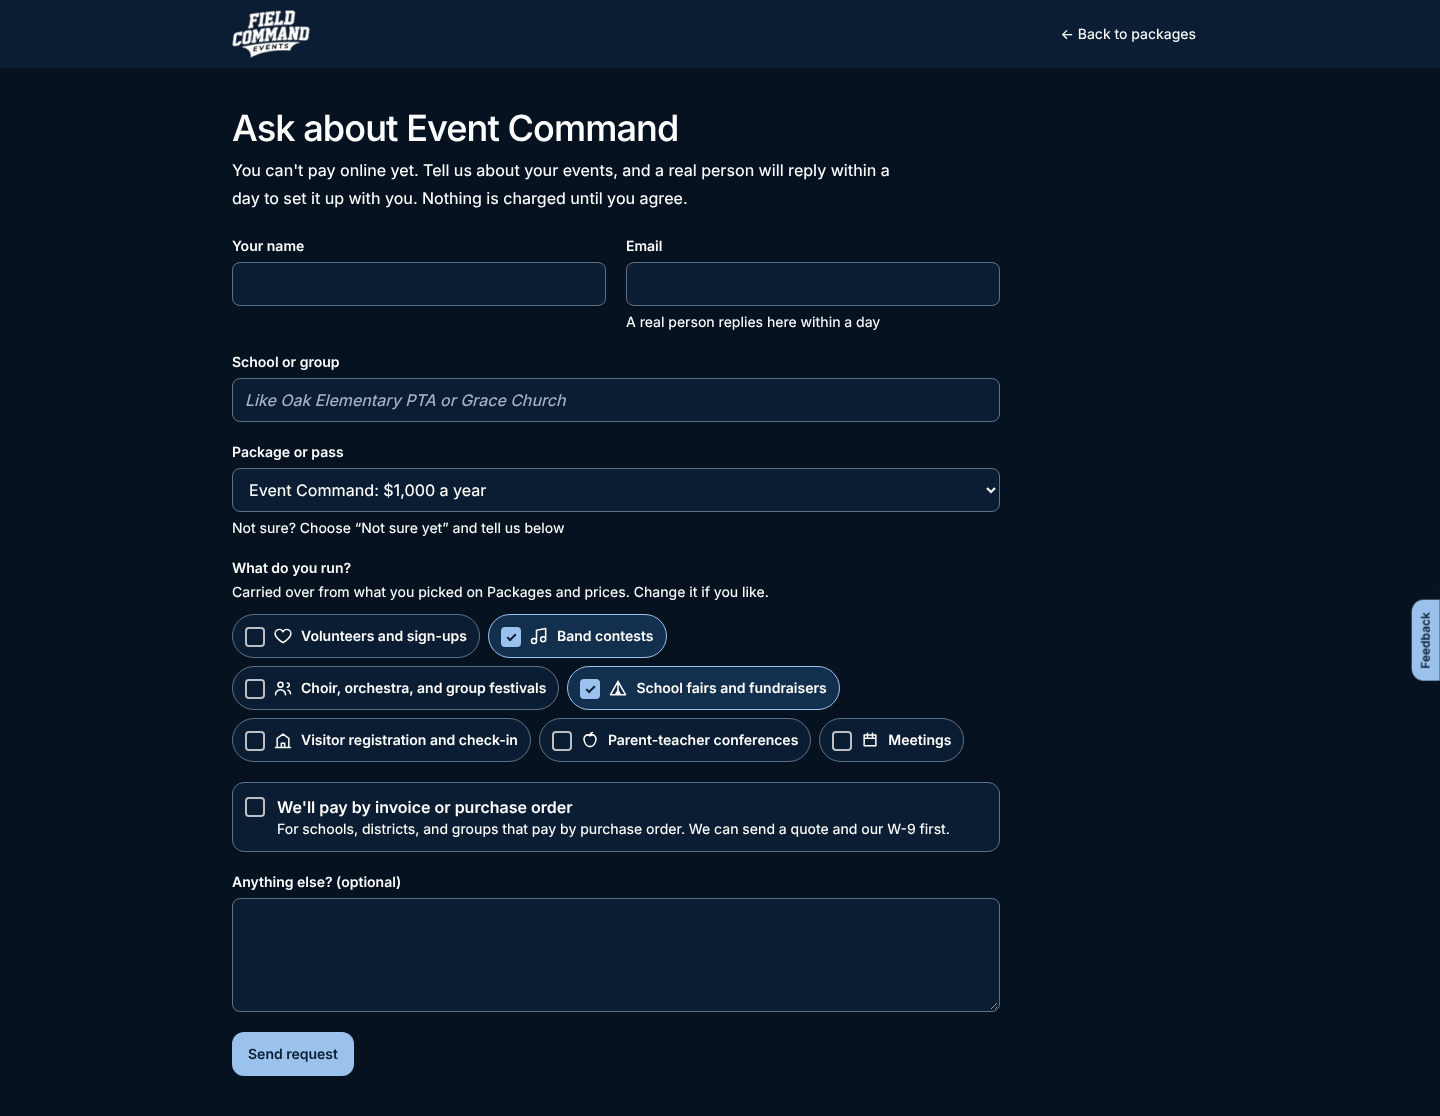 FIELD
COMMAND
EVENTS
← Back to packages
Ask about Event Command
You can't pay online yet. Tell us about your events, and a real person will reply within a
day to set it up with you. Nothing is charged until you agree.
Your name
Email
A real person replies here within a day
School or group
Like Oak Elementary PTA or Grace Church
Package or pass
Event Command: $1,000 a year
Not sure? Choose “Not sure yet” and tell us below
What do you run?
Carried over from what you picked on Packages and prices. Change it if you like.
Volunteers and sign-ups
Band contests
Choir, orchestra, and group festivals
School fairs and fundraisers
Visitor registration and check-in
Parent-teacher conferences
Meetings
We'll pay by invoice or purchase order
For schools, districts, and groups that pay by purchase order. We can send a quote and our W-9 first.
Anything else? (optional)
Send request
Feedback